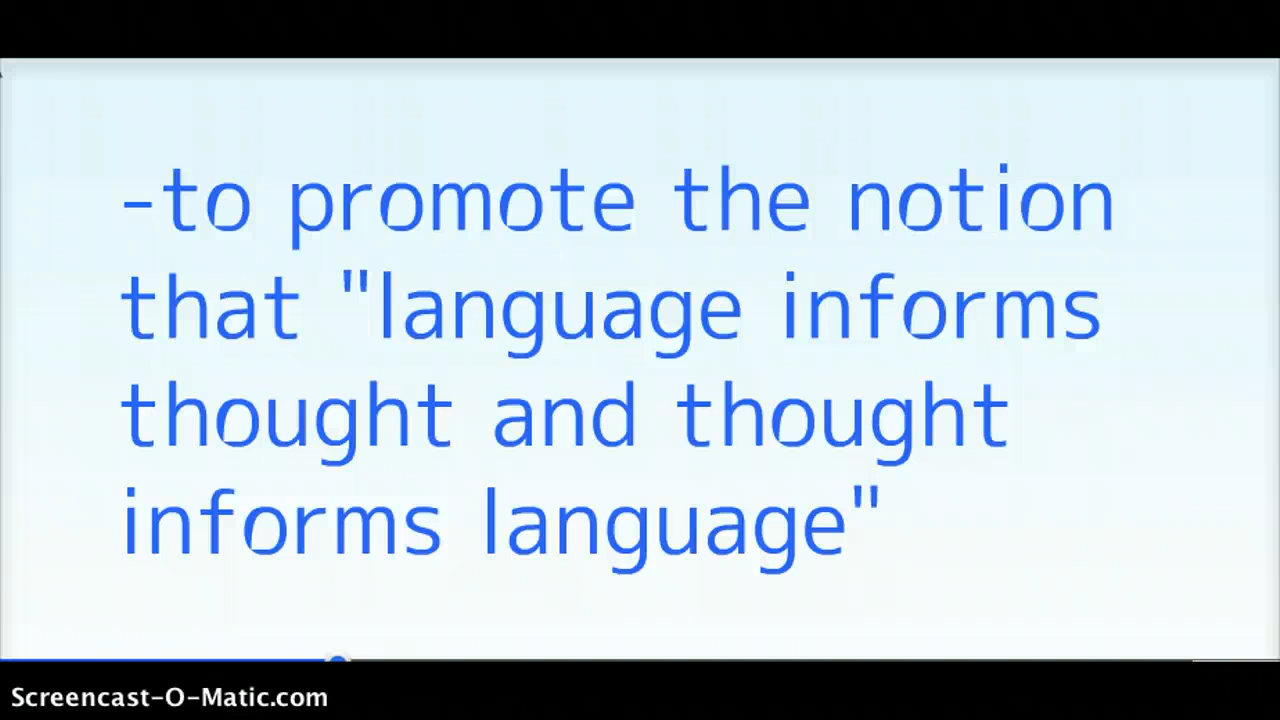 -to promote the notion
that "language informs
thought and thought
informs language"
Screencast-O-Matic.com